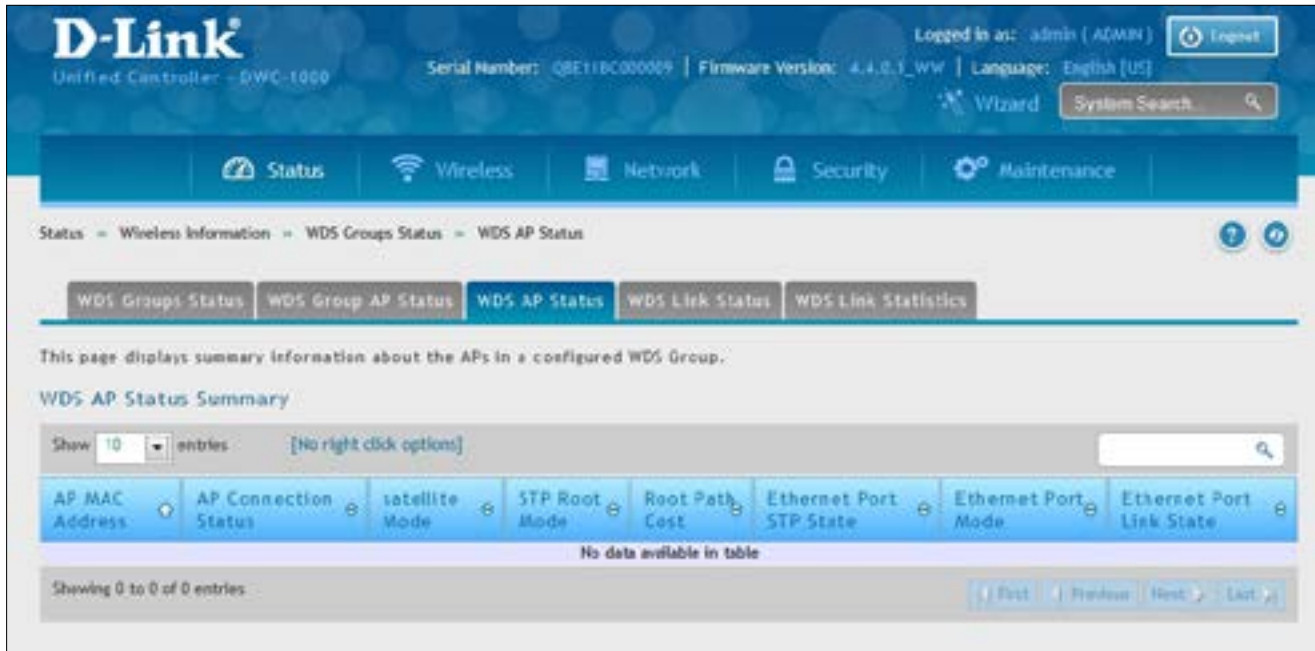 D-Link
Unified Controller - DWC-1000
Logged in as: admin ( ADMIN ) Logout
Serial Number: QBE11BC000009 | Firmware Version: 4.4.0.1_WW | Language: English [US]
Wizard System Search..
Status Wireless Network Security Maintenance
Status » Wireless Information » WDS Groups Status » WDS AP Status
WDS Groups Status WDS Group AP Status WDS AP Status WDS Link Status WDS Link Statistics
This page displays summary information about the APs in a configured WDS Group.
WDS AP Status Summary
Show 10 entries [No right click options]
AP MAC Address AP Connection Status satellite Mode STP Root Mode Root Path Cost Ethernet Port STP State Ethernet Port Mode Ethernet Port Link State
No data available in table
Showing 0 to 0 of 0 entries
First Previous Next Last